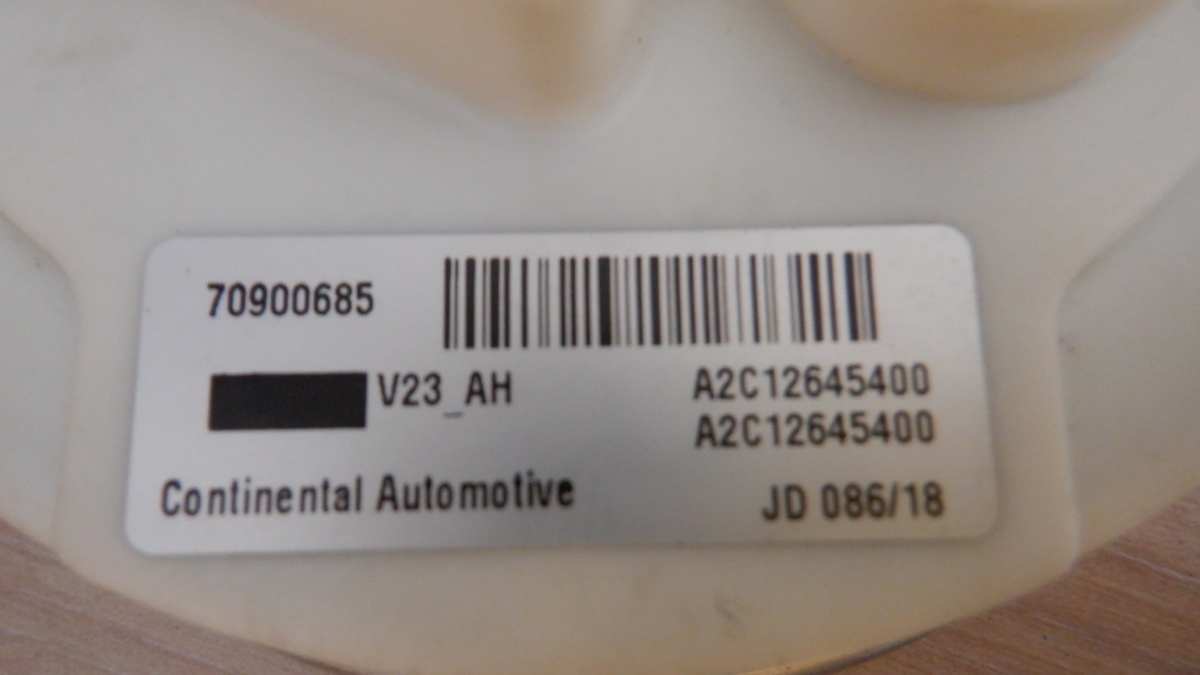 70900685
V23_AH
A2C12645400
A2C12645400
Continental Automotive
JD 086/18